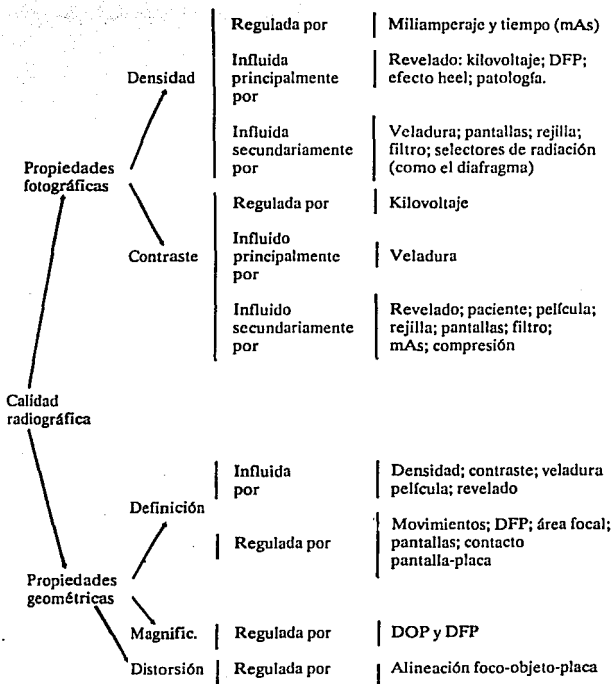 Calidad
radiográfica
Propiedades
fotográficas
Densidad
Regulada por
Miliamperaje y tiempo (mAs)
Influida
principalmente
por
Revelado: kilovoltaje; DFP;
efecto heel; patología.
Influida
secundariamente
por
Veladura; pantallas; rejilla;
filtro; selectores de radiación
(como el diafragma)
Contraste
Regulada por
Kilovoltaje
Influido
principalmente
por
Veladura
Influido
secundariamente
por
Revelado; paciente; película;
rejilla; pantallas; filtro;
mAs; compresión
Propiedades
geométricas
Definición
Influida
por
Densidad; contraste; veladura
película; revelado
Regulada por
Movimientos; DFP; área focal;
pantallas; contacto
pantalla-placa
Magnific.
Regulada por
DOP y DFP
Distorsión
Regulada por
Alineación foco-objeto-placa